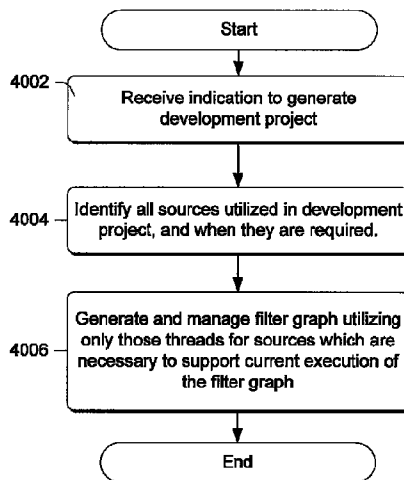 Start
4002
Receive indication to generate
development project
4004
Identify all sources utilized in development
project, and when they are required.
4006
Generate and manage filter graph utilizing
only those threads for sources which are
necessary to support current execution of
the filter graph
End